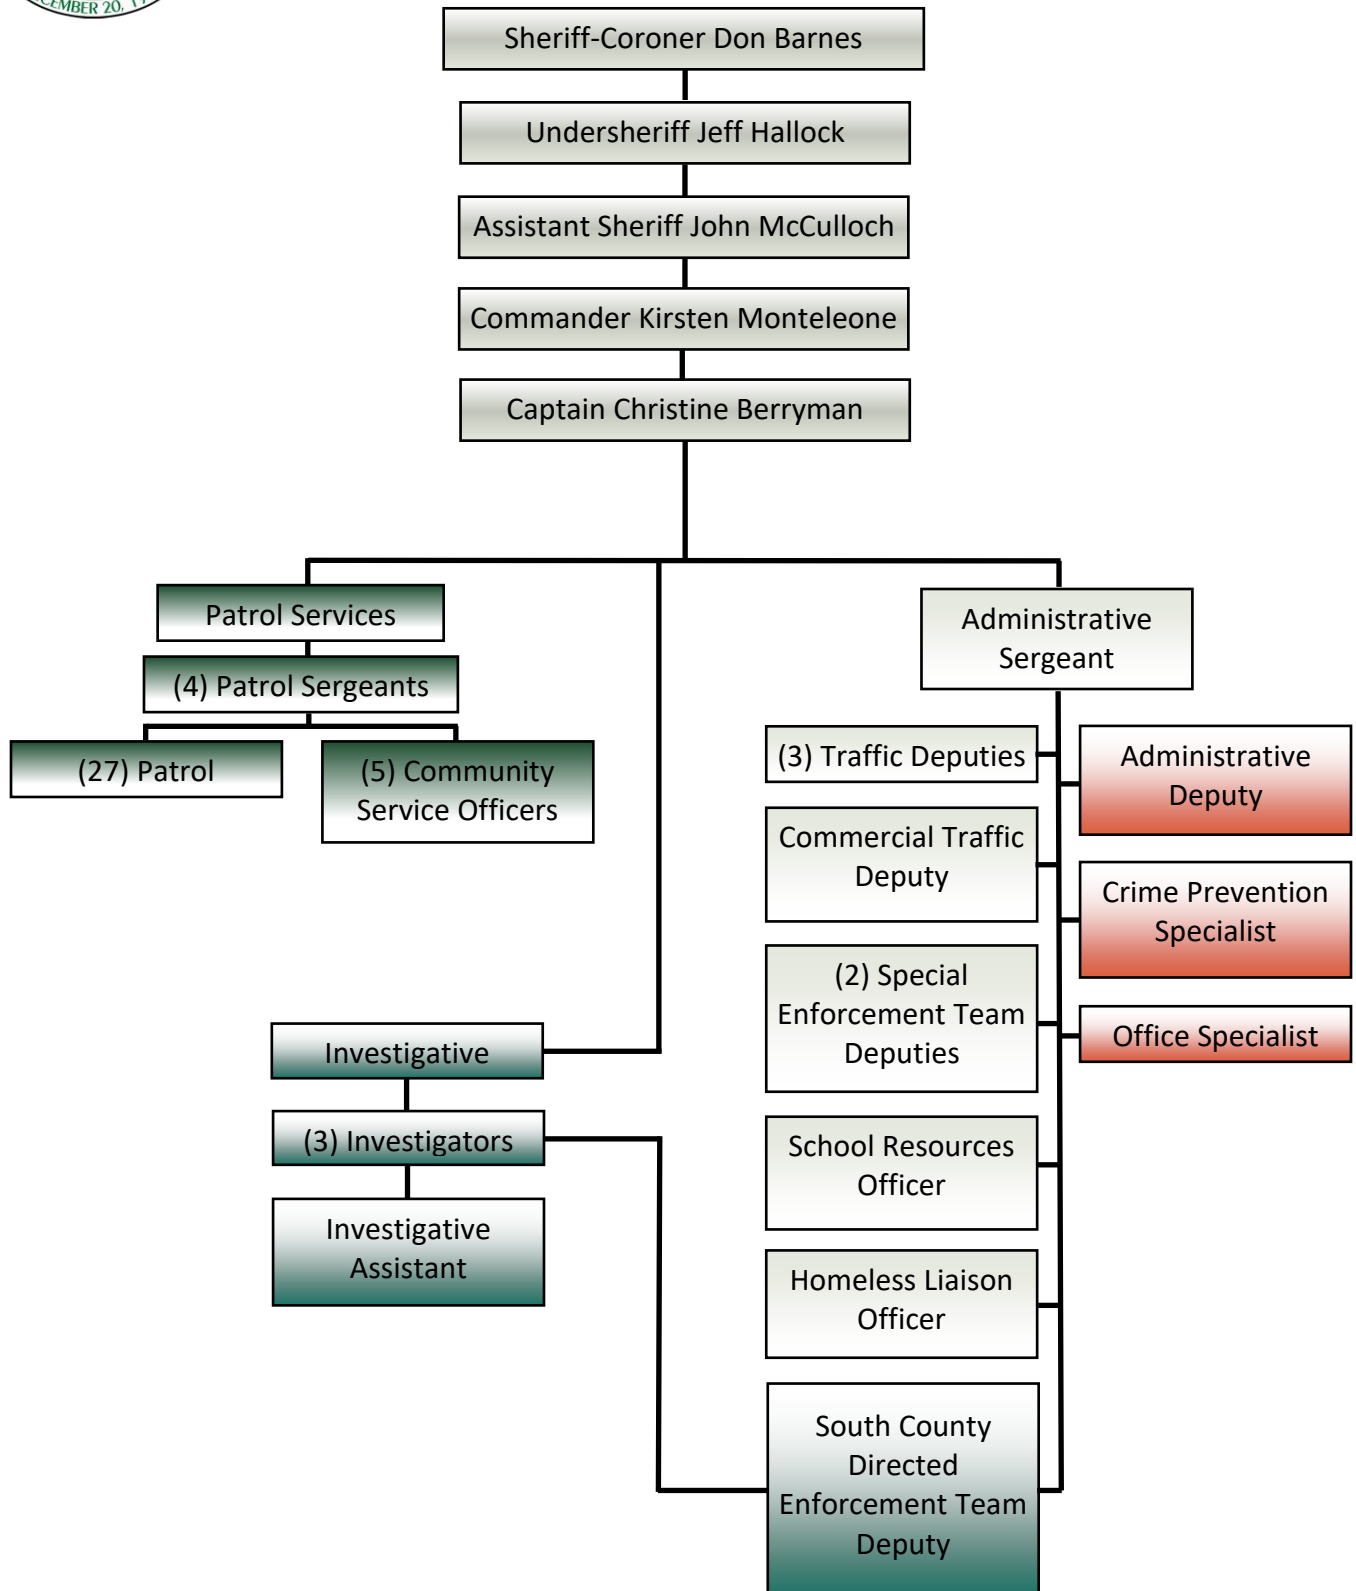 Sheriff-Coroner Don Barnes
Undersheriff Jeff Hallock
Assistant Sheriff John McCulloch
Commander Kirsten Monteleone
Captain Christine Berryman
Patrol Services
(4) Patrol Sergeants
(27) Patrol
(5) Community
Service Officers
Investigative
(3) Investigators
Investigative
Assistant
Administrative
Sergeant
(3) Traffic Deputies
Commercial Traffic
Deputy
(2) Special
Enforcement Team
Deputies
School Resources
Officer
Homeless Liaison
Officer
South County
Directed
Enforcement Team
Deputy
Administrative
Deputy
Crime Prevention
Specialist
Office Specialist